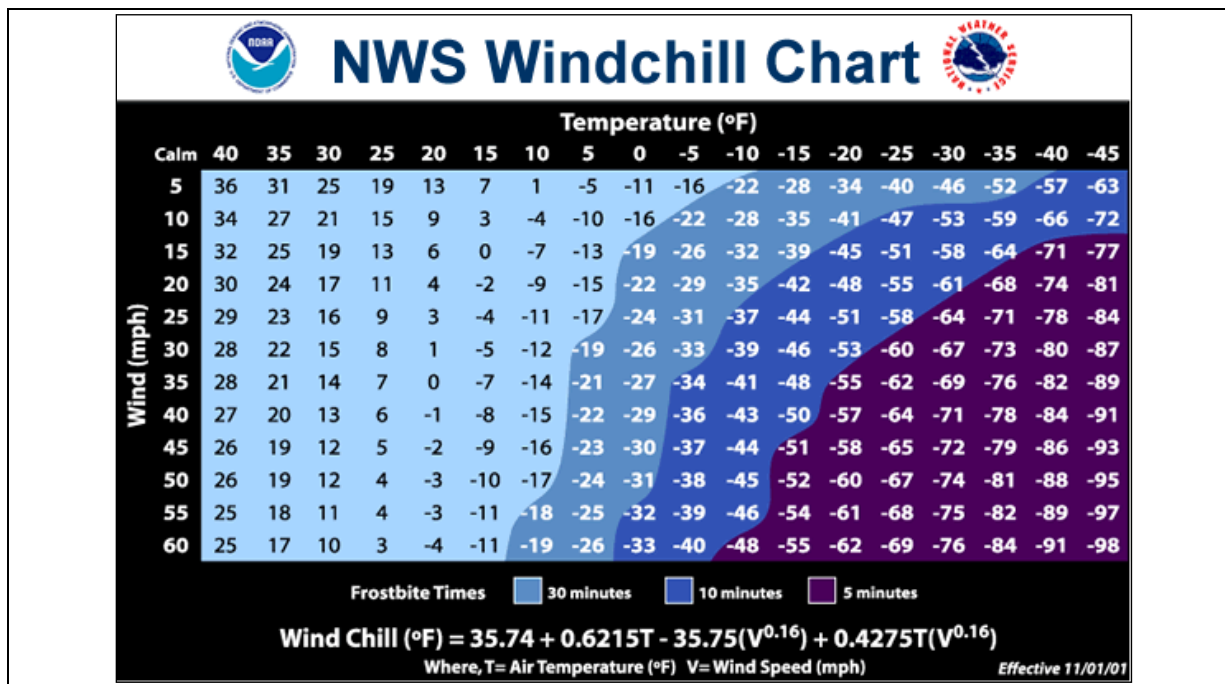 NOAA
NWS Windchill Chart
Temperature (ºF)
Calm 40 35 30 25 20 15 10 5 0 -5 -10 -15 -20 -25 -30 -35 -40 -45
Wind (mph)
5 36 31 25 19 13 7 1 -5 -11 -16 -22 -28 -34 -40 -46 -52 -57 -63
10 34 27 21 15 9 3 -4 -10 -16 -22 -28 -35 -41 -47 -53 -59 -66 -72
15 32 25 19 13 6 0 -7 -13 -19 -26 -32 -39 -45 -51 -58 -64 -71 -77
20 30 24 17 11 4 -2 -9 -15 -22 -29 -35 -42 -48 -55 -61 -68 -74 -81
25 29 23 16 9 3 -4 -11 -17 -24 -31 -37 -44 -51 -58 -64 -71 -78 -84
30 28 22 15 8 1 -5 -12 -19 -26 -33 -39 -46 -53 -60 -67 -73 -80 -87
35 28 21 14 7 0 -7 -14 -21 -27 -34 -41 -48 -55 -62 -69 -76 -82 -89
40 27 20 13 6 -1 -8 -15 -22 -29 -36 -43 -50 -57 -64 -71 -78 -84 -91
45 26 19 12 5 -2 -9 -16 -23 -30 -37 -44 -51 -58 -65 -72 -79 -86 -93
50 26 19 12 4 -3 -10 -17 -24 -31 -38 -45 -52 -60 -67 -74 -81 -88 -95
55 25 18 11 4 -3 -11 -18 -25 -32 -39 -46 -54 -61 -68 -75 -82 -89 -97
60 25 17 10 3 -4 -11 -19 -26 -33 -40 -48 -55 -62 -69 -76 -84 -91 -98
Frostbite Times 30 minutes 10 minutes 5 minutes
Wind Chill (ºF) = 35.74 + 0.6215T - 35.75(V^0.16) + 0.4275T(V^0.16)
Where, T= Air Temperature (ºF) V= Wind Speed (mph) Effective 11/01/01